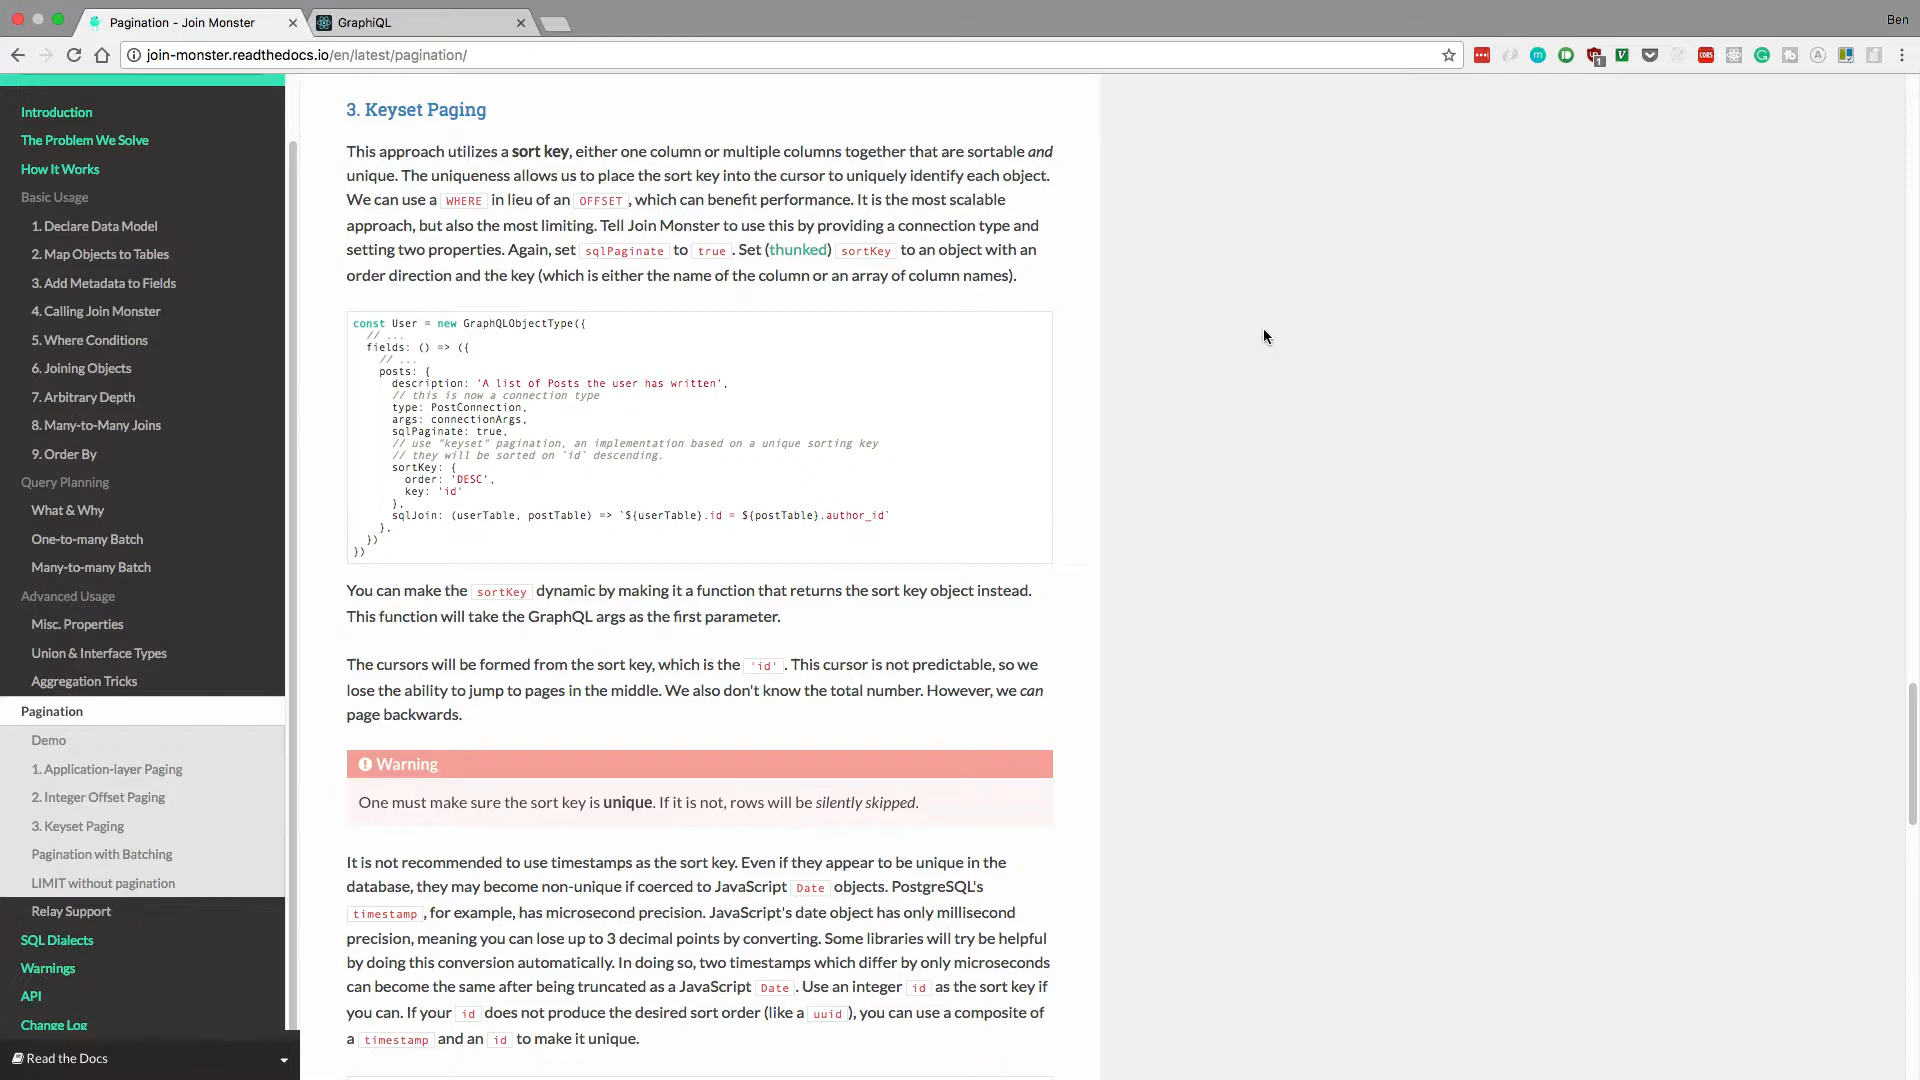 Pagination - Join Monster
GraphiQL
Ben
join-monster.readthedocs.io/en/latest/pagination/
Introduction
The Problem We Solve
How It Works
Basic Usage
1. Declare Data Model
2. Map Objects to Tables
3. Add Metadata to Fields
4. Calling Join Monster
5. Where Conditions
6. Joining Objects
7. Arbitrary Depth
8. Many-to-Many Joins
9. Order By
Query Planning
What & Why
One-to-many Batch
Many-to-many Batch
Advanced Usage
Misc. Properties
Union & Interface Types
Aggregation Tricks
Pagination
Demo
1. Application-layer Paging
2. Integer Offset Paging
3. Keyset Paging
Pagination with Batching
LIMIT without pagination
Relay Support
SQL Dialects
Warnings
API
Change Log
Read the Docs
3. Keyset Paging
This approach utilizes a sort key, either one column or multiple columns together that are sortable and
unique. The uniqueness allows us to place the sort key into the cursor to uniquely identify each object.
We can use a WHERE in lieu of an OFFSET , which can benefit performance. It is the most scalable
approach, but also the most limiting. Tell Join Monster to use this by providing a connection type and
setting two properties. Again, set sqlPaginate to true . Set (thunked) sortKey to an object with an
order direction and the key (which is either the name of the column or an array of column names).
const User = new GraphQLObjectType({
// ...
fields: () => ({
// ...
posts: {
description: 'A list of Posts the user has written',
// this is now a connection type
type: PostConnection,
args: connectionArgs,
sqlPaginate: true,
// use "keyset" pagination, an implementation based on a unique sorting key
// they will be sorted on `id` descending.
sortKey: {
order: 'DESC',
key: 'id'
},
sqlJoin: (userTable, postTable) => `${userTable}.id = ${postTable}.author_id`
},
})
})
You can make the sortKey dynamic by making it a function that returns the sort key object instead.
This function will take the GraphQL args as the first parameter.
The cursors will be formed from the sort key, which is the 'id' . This cursor is not predictable, so we
lose the ability to jump to pages in the middle. We also don't know the total number. However, we can
page backwards.
Warning
One must make sure the sort key is unique. If it is not, rows will be silently skipped.
It is not recommended to use timestamps as the sort key. Even if they appear to be unique in the
database, they may become non-unique if coerced to JavaScript Date objects. PostgreSQL's
timestamp , for example, has microsecond precision. JavaScript's date object has only millisecond
precision, meaning you can lose up to 3 decimal points by converting. Some libraries will try be helpful
by doing this conversion automatically. In doing so, two timestamps which differ by only microseconds
can become the same after being truncated as a JavaScript Date . Use an integer id as the sort key if
you can. If your id does not produce the desired sort order (like a uuid ), you can use a composite of
a timestamp and an id to make it unique.